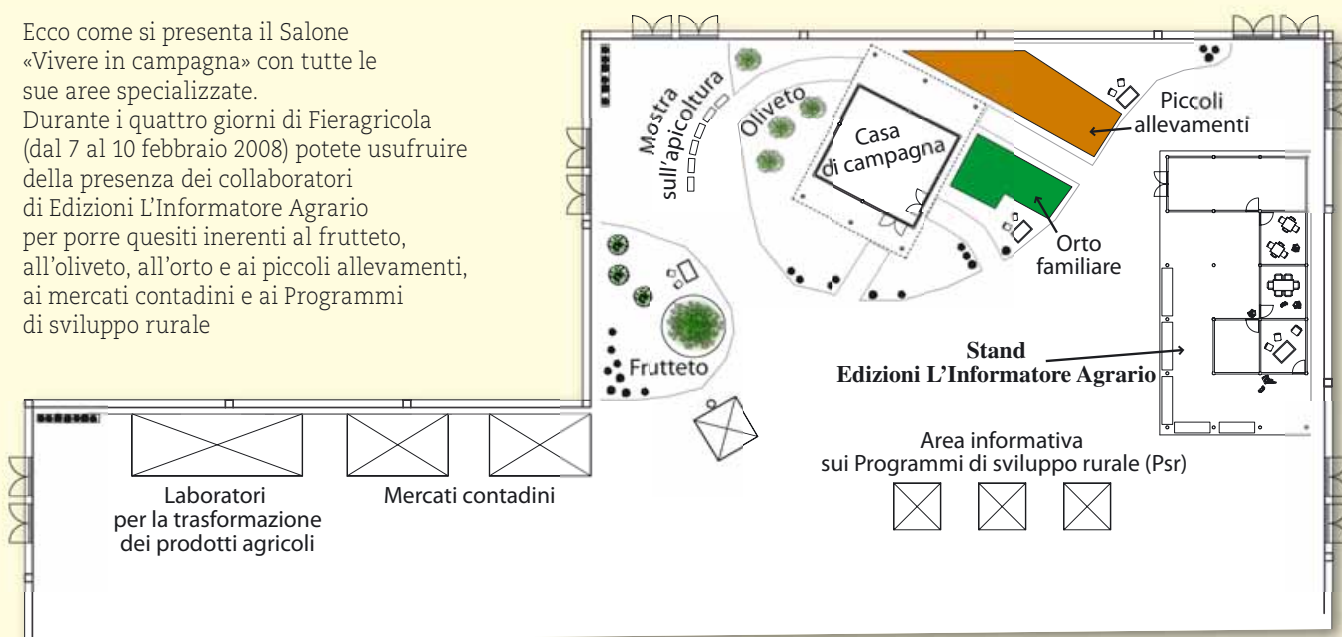 Ecco come si presenta il Salone
«Vivere in campagna» con tutte le
sue aree specializzate.
Durante i quattro giorni di Fieragricola
(dal 7 al 10 febbraio 2008) potete usufruire
della presenza dei collaboratori
di Edizioni L'Informatore Agrario
per porre quesiti inerenti al frutteto,
all'oliveto, all'orto e ai piccoli allevamenti,
ai mercati contadini e ai Programmi
di sviluppo rurale
Mostra
sull'apicoltura
Oliveto
Casa
di campagna
Piccoli
allevamenti
Orto
familiare
Frutteto
Stand
Edizioni L'Informatore Agrario
Area informativa
sui Programmi di sviluppo rurale (Psr)
Laboratori
per la trasformazione
dei prodotti agricoli
Mercati contadini